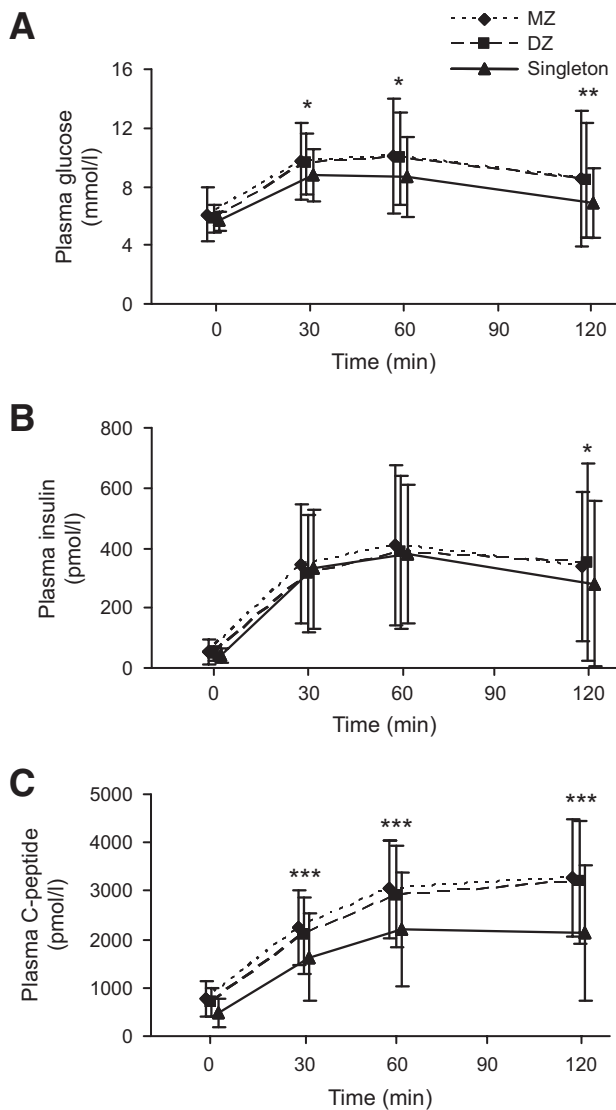 A
MZ
DZ
Singleton
16
12
8
4
0
Plasma glucose
(mmol/l)
*
*
**
0
30
60
90
120
Time (min)
B
800
600
400
200
0
Plasma insulin
(pmol/l)
*
0
30
60
90
120
Time (min)
C
5000
4000
3000
2000
1000
0
Plasma C-peptide
(pmol/l)
***
***
***
0
30
60
90
120
Time (min)